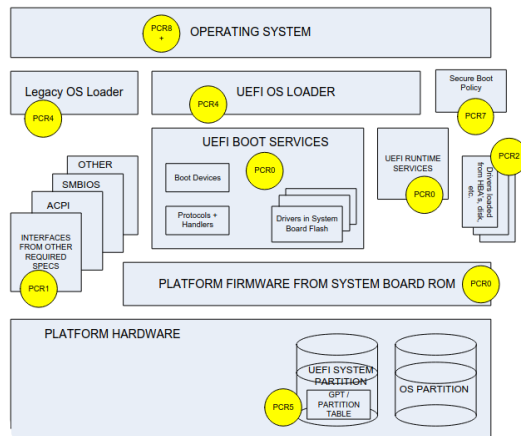 PCR8
+
OPERATING SYSTEM
Legacy OS Loader
PCR4
UEFI OS LOADER
PCR4
Secure Boot
Policy
PCR7
UEFI BOOT SERVICES
PCR0
Boot Devices
Protocols +
Handlers
Drivers in System
Board Flash
UEFI RUNTIME
SERVICES
PCR0
PCR2
Drivers loaded
from HBA's, disk,
etc.
OTHER
SMBIOS
ACPI
INTERFACES
FROM OTHER
REQUIRED
SPECS
PCR1
PLATFORM FIRMWARE FROM SYSTEM BOARD ROM
PCR0
PLATFORM HARDWARE
UEFI SYSTEM
PARTITION
GPT /
PARTITION
TABLE
PCR5
OS PARTITION